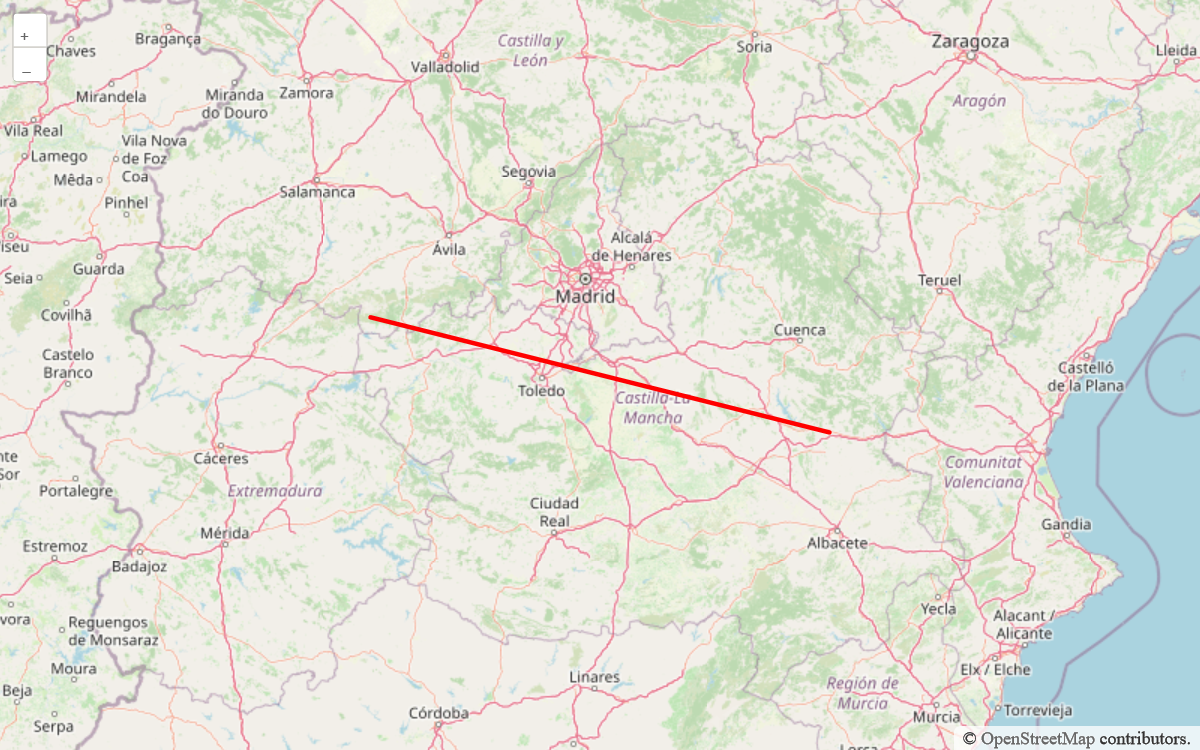 +
–
Chaves
Bragança
Valladolid
Castilla y
León
Soria
Zaragoza
Lleida
Mirandela
Miranda
do Douro
Zamora
Aragón
Vila Real
Vila Nova
de Foz
Coa
Lamego
Mêda
Segovia
Salamanca
Pinhel
Ávila
Alcalá
de Henares
Guarda
Seia
Madrid
Teruel
Covilhã
Cuenca
Castelo
Branco
Toledo
Castelló
de la Plana
Castilla-La
Mancha
Cáceres
Comunitat
Valenciana
Portalegre
Extremadura
Ciudad
Real
Gandia
Mérida
Albacete
Estremoz
Badajoz
Yecla
Alacant /
Alicante
Reguengos
de Monsaraz
Moura
Linares
Elx / Elche
Beja
Región de
Murcia
Serpa
Córdoba
Murcia
Torrevieja
© OpenStreetMap contributors.